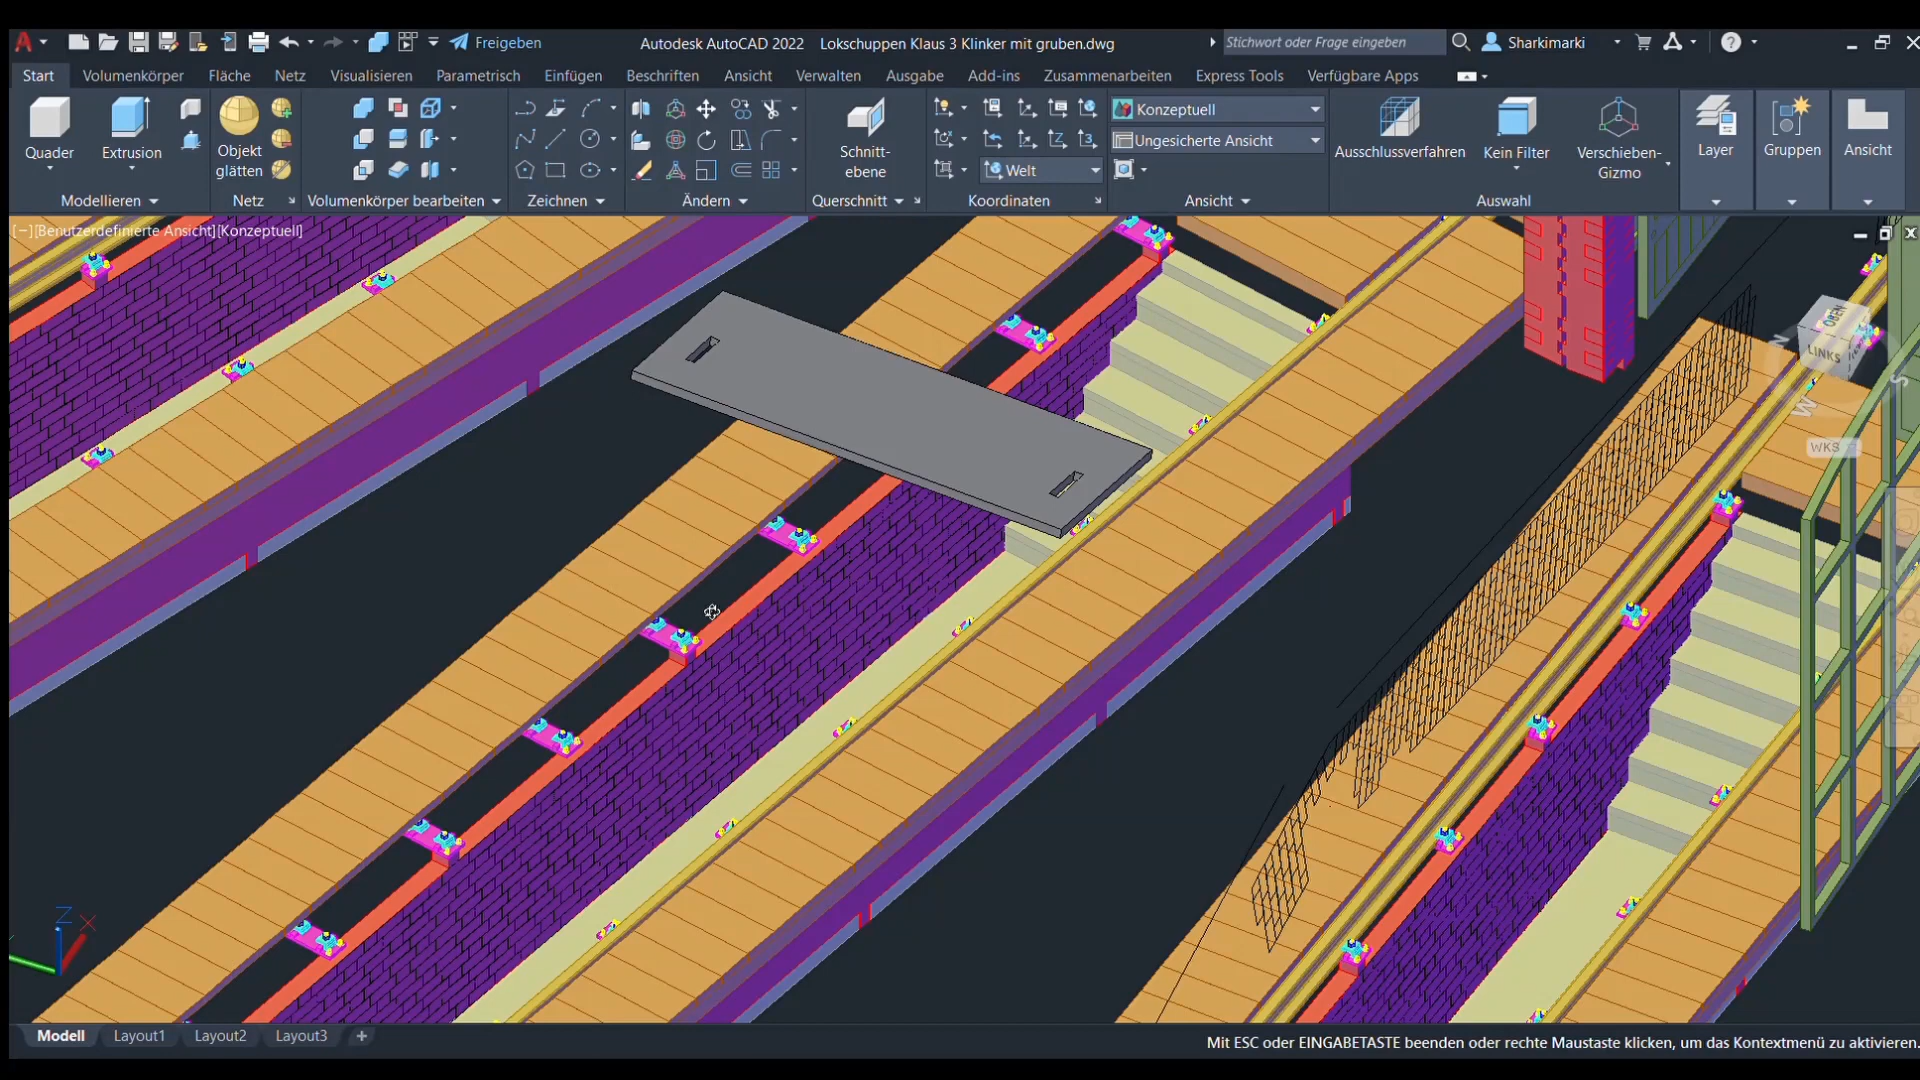 Freigeben
Autodesk AutoCAD 2022 Lokschuppen Klaus 3 Klinker mit gruben.dwg
Stichwort oder Frage eingeben
Sharkimarki
Start Volumenkörper Fläche Netz Visualisieren Parametrisch Einfügen Beschriften Ansicht Verwalten Ausgabe Add-ins Zusammenarbeiten Express Tools Verfügbare Apps
Quader
Extrusion
Objekt
glätten
Schnitt-
ebene
Welt
Konzeptuell
Ungesicherte Ansicht
Ausschlussverfahren
Kein Filter
Verschieben-
Gizmo
Layer
Gruppen
Ansicht
Modellieren Netz Volumenkörper bearbeiten Zeichnen Ändern Querschnitt Koordinaten Ansicht Auswahl
[−][Benutzerdefinierte Ansicht][Konzeptuell]
OBEN
LINKS
N
S
W
WKS
Z
X
Modell Layout1 Layout2 Layout3 +
Mit ESC oder EINGABETASTE beenden oder rechte Maustaste klicken, um das Kontextmenü zu aktivieren.